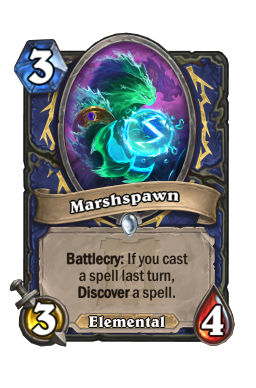 3
Marshspawn
Battlecry: If you cast
a spell last turn,
Discover a spell.
3
Elemental
4